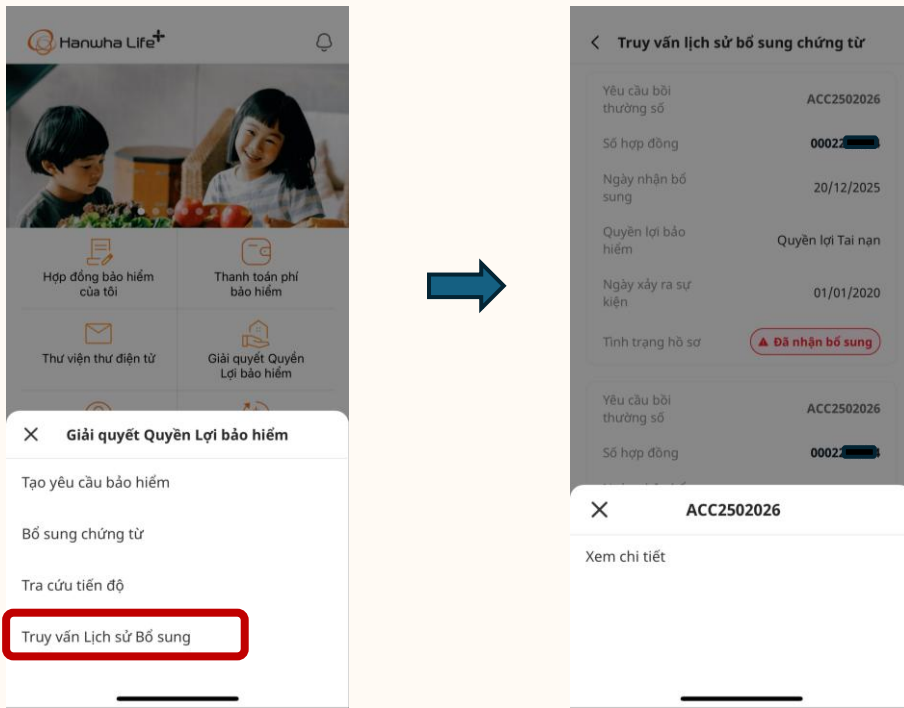 Hanwha Life+
Hợp đồng bảo hiểm
của tôi
Thanh toán phí
bảo hiểm
Thư viện thư điện tử
Giải quyết Quyền
Lợi bảo hiểm
Giải quyết Quyền Lợi bảo hiểm
Tạo yêu cầu bảo hiểm
Bổ sung chứng từ
Tra cứu tiến độ
Truy vấn Lịch sử Bổ sung
Truy vấn lịch sử bổ sung chứng từ
Yêu cầu bồi
thường số
ACC2502026
Số hợp đồng
0002
Ngày nhận bổ
sung
20/12/2025
Quyền lợi bảo
hiểm
Quyền lợi Tai nạn
Ngày xảy ra sự
kiện
01/01/2020
Tình trạng hồ sơ
Đã nhận bổ sung
Yêu cầu bồi
thường số
ACC2502026
Số hợp đồng
0002
ACC2502026
Xem chi tiết